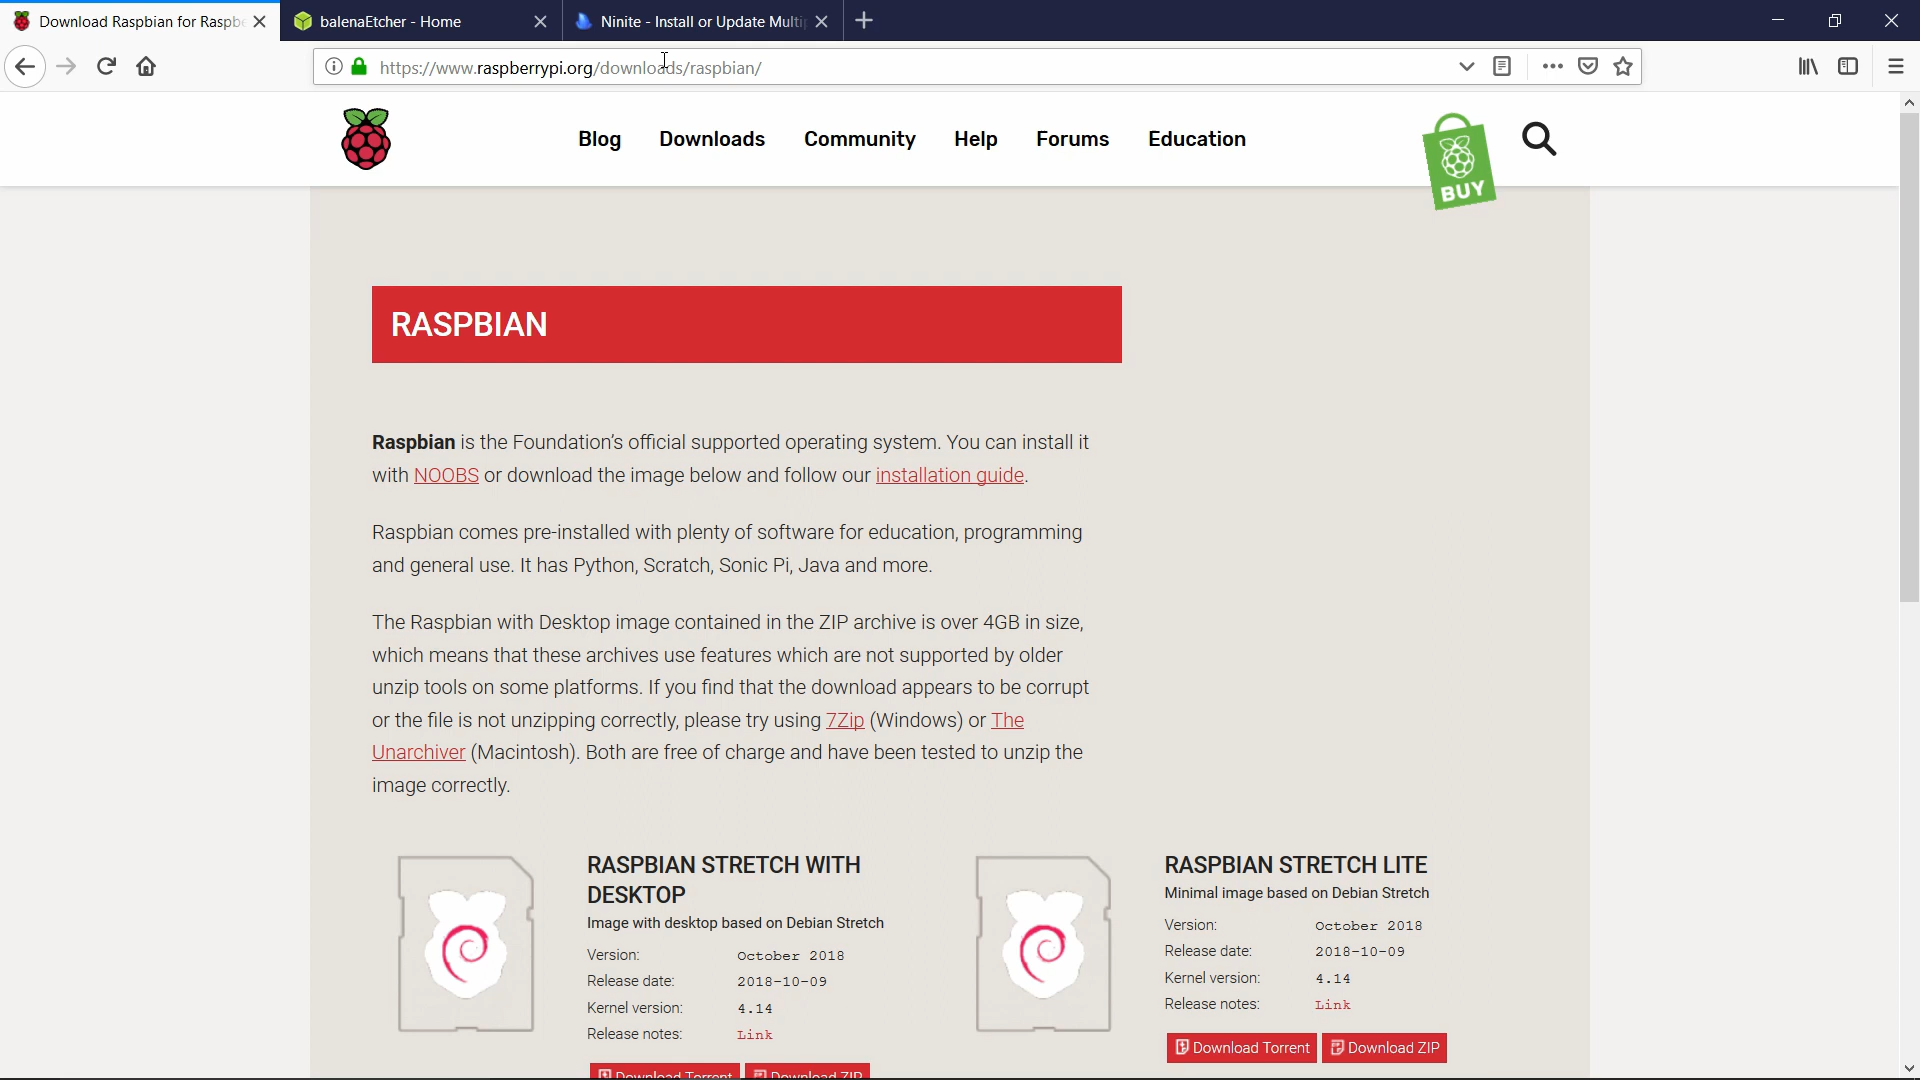 Download Raspbian for Raspbe
balenaEtcher - Home
Ninite - Install or Update Multip
https://www.raspberrypi.org/downloads/raspbian/
Blog
Downloads
Community
Help
Forums
Education
BUY
RASPBIAN
Raspbian is the Foundation's official supported operating system. You can install it
with NOOBS or download the image below and follow our installation guide.
Raspbian comes pre-installed with plenty of software for education, programming
and general use. It has Python, Scratch, Sonic Pi, Java and more.
The Raspbian with Desktop image contained in the ZIP archive is over 4GB in size,
which means that these archives use features which are not supported by older
unzip tools on some platforms. If you find that the download appears to be corrupt
or the file is not unzipping correctly, please try using 7Zip (Windows) or The
Unarchiver (Macintosh). Both are free of charge and have been tested to unzip the
image correctly.
RASPBIAN STRETCH WITH
DESKTOP
Image with desktop based on Debian Stretch
Version: October 2018
Release date: 2018-10-09
Kernel version: 4.14
Release notes: Link
Download Torrent
Download ZIP
RASPBIAN STRETCH LITE
Minimal image based on Debian Stretch
Version: October 2018
Release date: 2018-10-09
Kernel version: 4.14
Release notes: Link
Download Torrent
Download ZIP